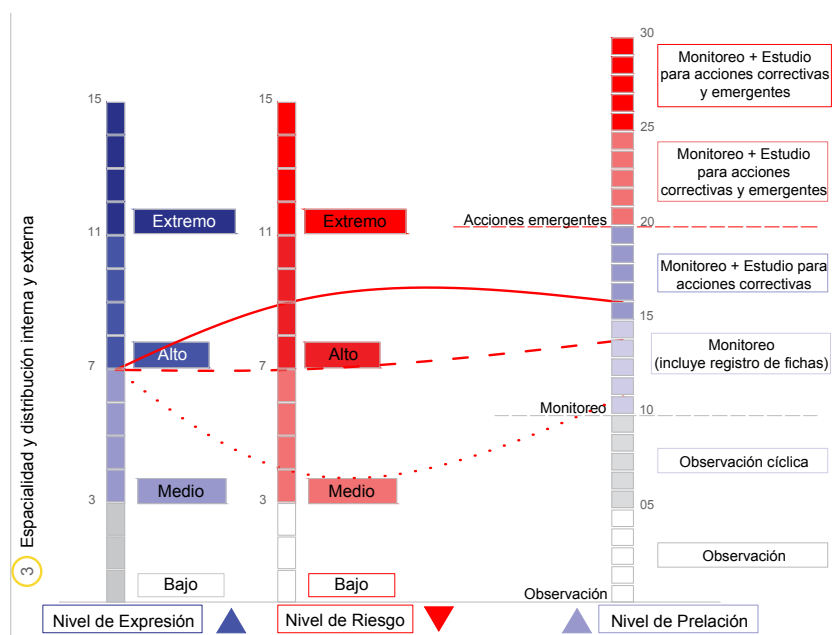 3 Espacialidad y distribución interna y externa
15
11
7
3
Extremo
Alto
Medio
Bajo
Nivel de Expresión
15
11
7
3
Extremo
Alto
Medio
Bajo
Nivel de Riesgo
Acciones emergentes
Monitoreo
Observación
30
25
20
15
10
05
Monitoreo + Estudio
para acciones correctivas
y emergentes
Monitoreo + Estudio
para acciones
correctivas y emergentes
Monitoreo + Estudio para
acciones correctivas
Monitoreo
(incluye registro de fichas)
Observación cíclica
Observación
Nivel de Prelación